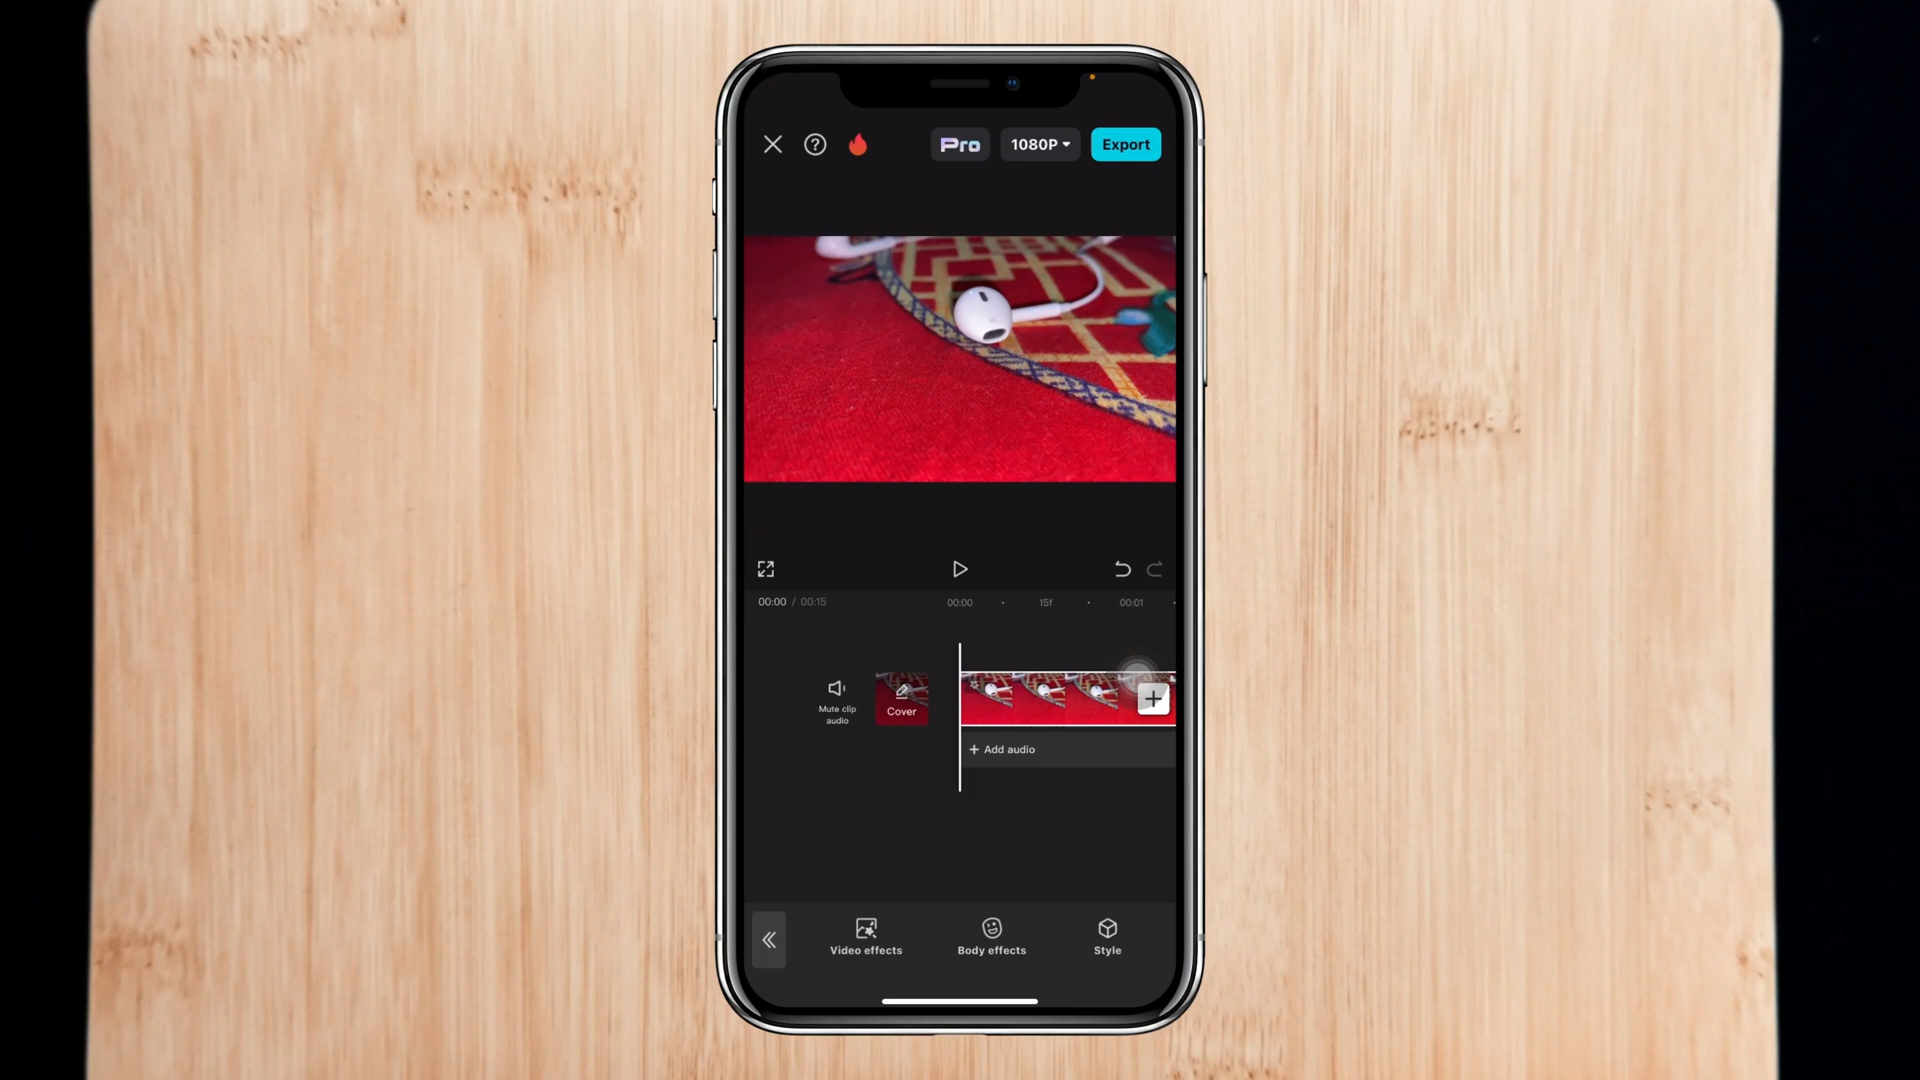 Pro
1080P
Export
00:00 / 00:15
00:00
15f
00:01
Mute clip
audio
Cover
+ Add audio
Video effects
Body effects
Style